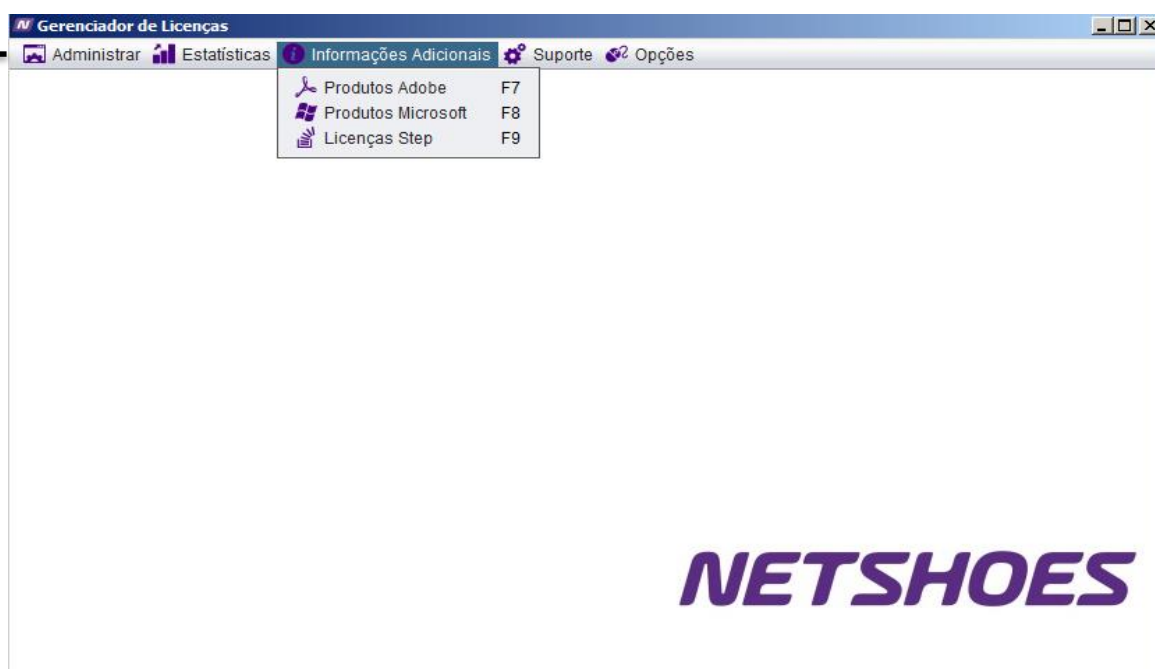 Gerenciador de Licenças
Administrar Estatísticas Informações Adicionais Suporte Opções
Produtos Adobe F7
Produtos Microsoft F8
Licenças Step F9
NETSHOES